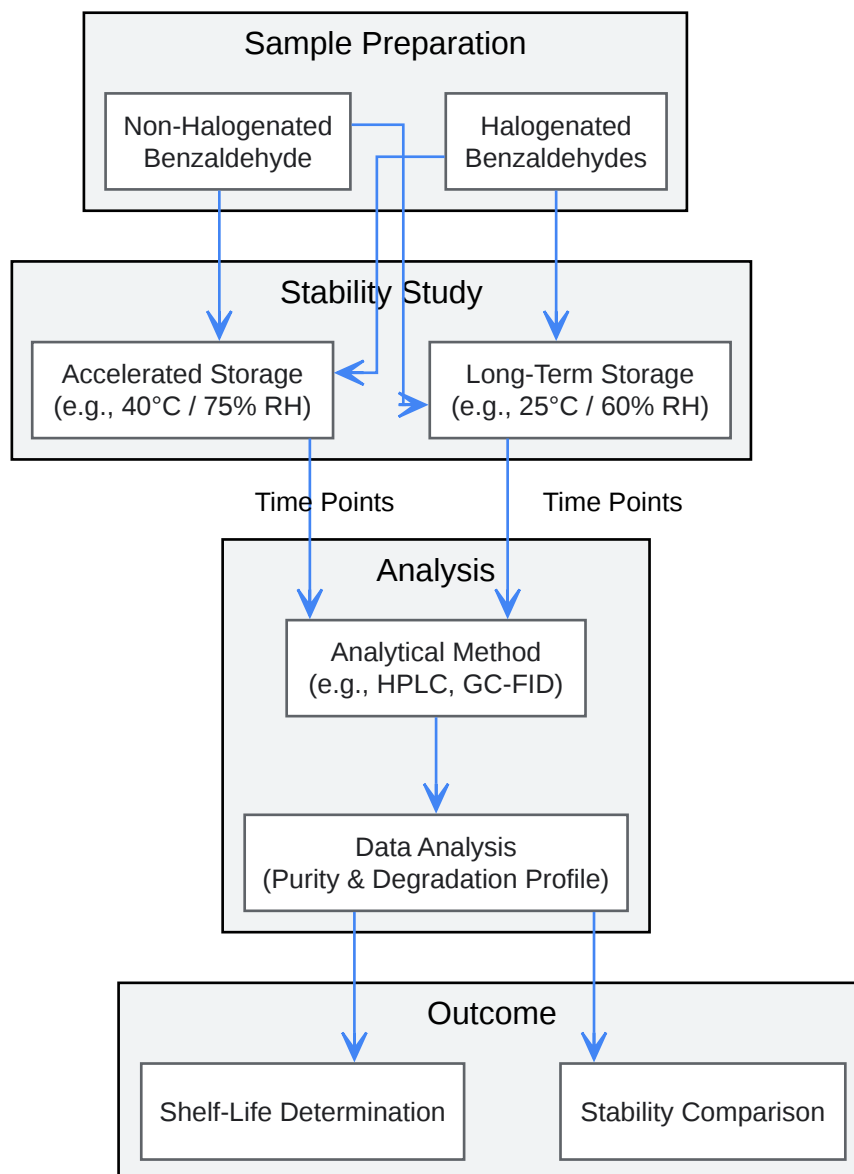 Sample Preparation
Non-Halogenated
Benzaldehyde
Halogenated
Benzaldehydes
Stability Study
Accelerated Storage
(e.g., 40°C / 75% RH)
Long-Term Storage
(e.g., 25°C / 60% RH)
Time Points
Time Points
Analysis
Analytical Method
(e.g., HPLC, GC-FID)
Data Analysis
(Purity & Degradation Profile)
Outcome
Shelf-Life Determination
Stability Comparison